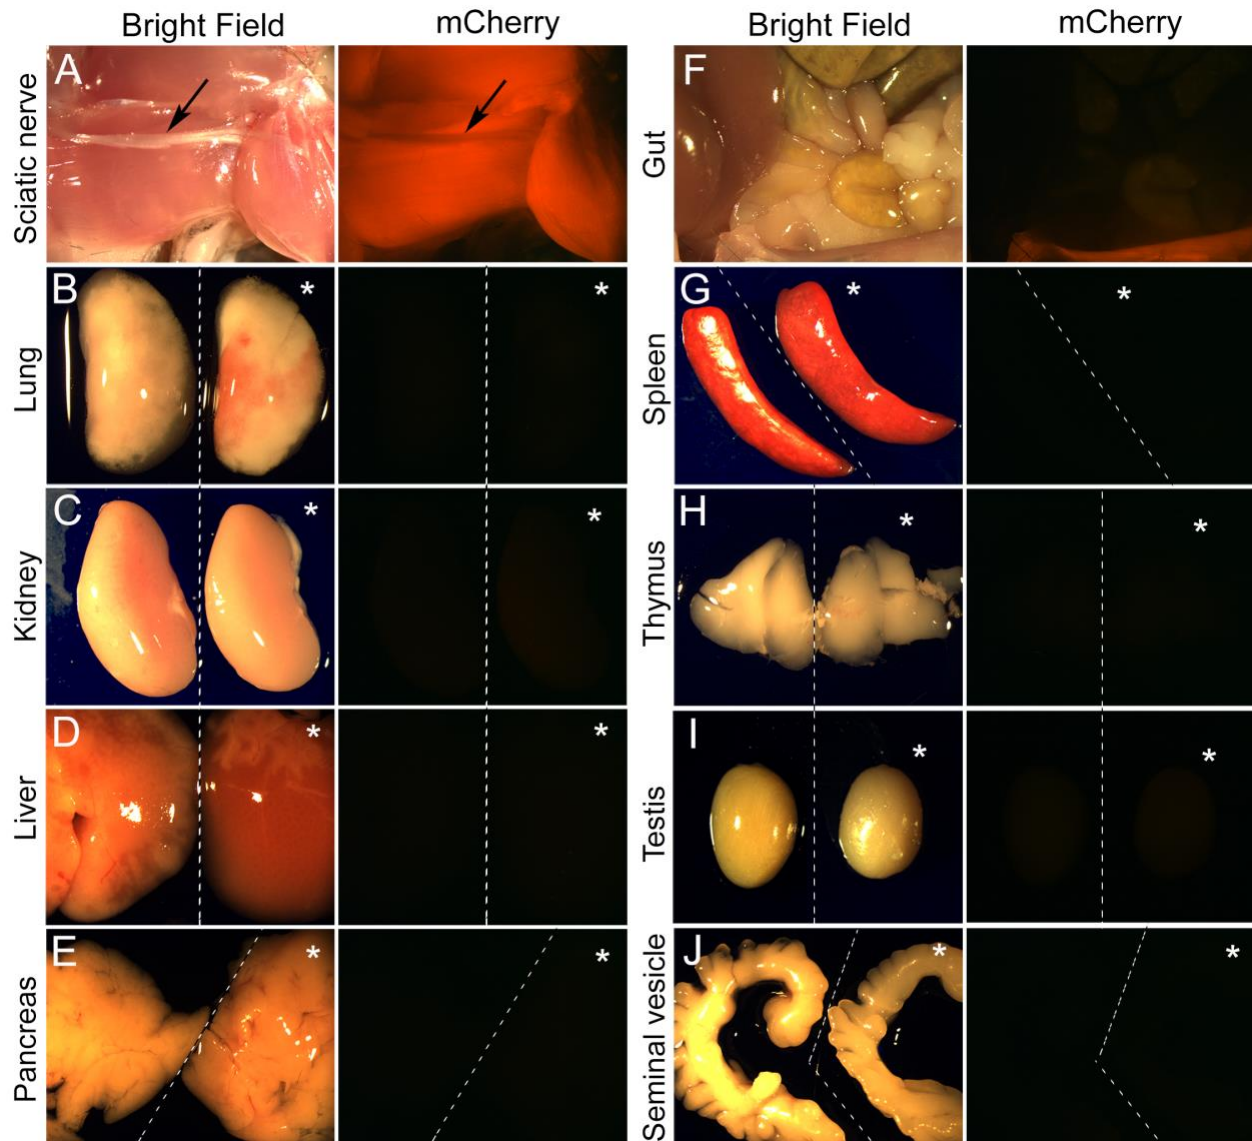 Bright Field
mCherry
Bright Field
mCherry
Sciatic nerve
A
F
Gut
Lung
B
*
*
G
Spleen
*
*
Kidney
C
*
*
H
Thymus
*
*
Liver
D
*
*
I
Testis
*
*
Pancreas
E
*
*
J
Seminal vesicle
*
*